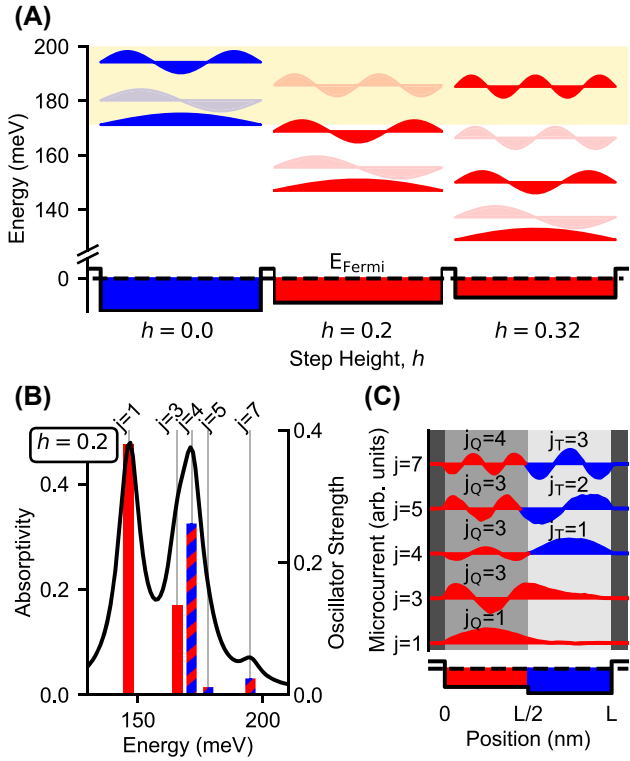 (A)
200
180
160
140
0
Energy (meV)
E_Fermi
h = 0.0
h = 0.2
h = 0.32
Step Height, h
(B)
j=1
j=3
j=4
j=5
j=7
h = 0.2
0.4
0.2
0.0
Absorptivity
0.4
0.2
0.0
Oscillator Strength
150
200
Energy (meV)
(C)
Microcurrent (arb. units)
j=7
j=5
j=4
j=3
j=1
j_Q=4
j_T=3
j_Q=3
j_T=2
j_Q=3
j_T=1
j_Q=3
j_Q=1
0
L/2
L
Position (nm)